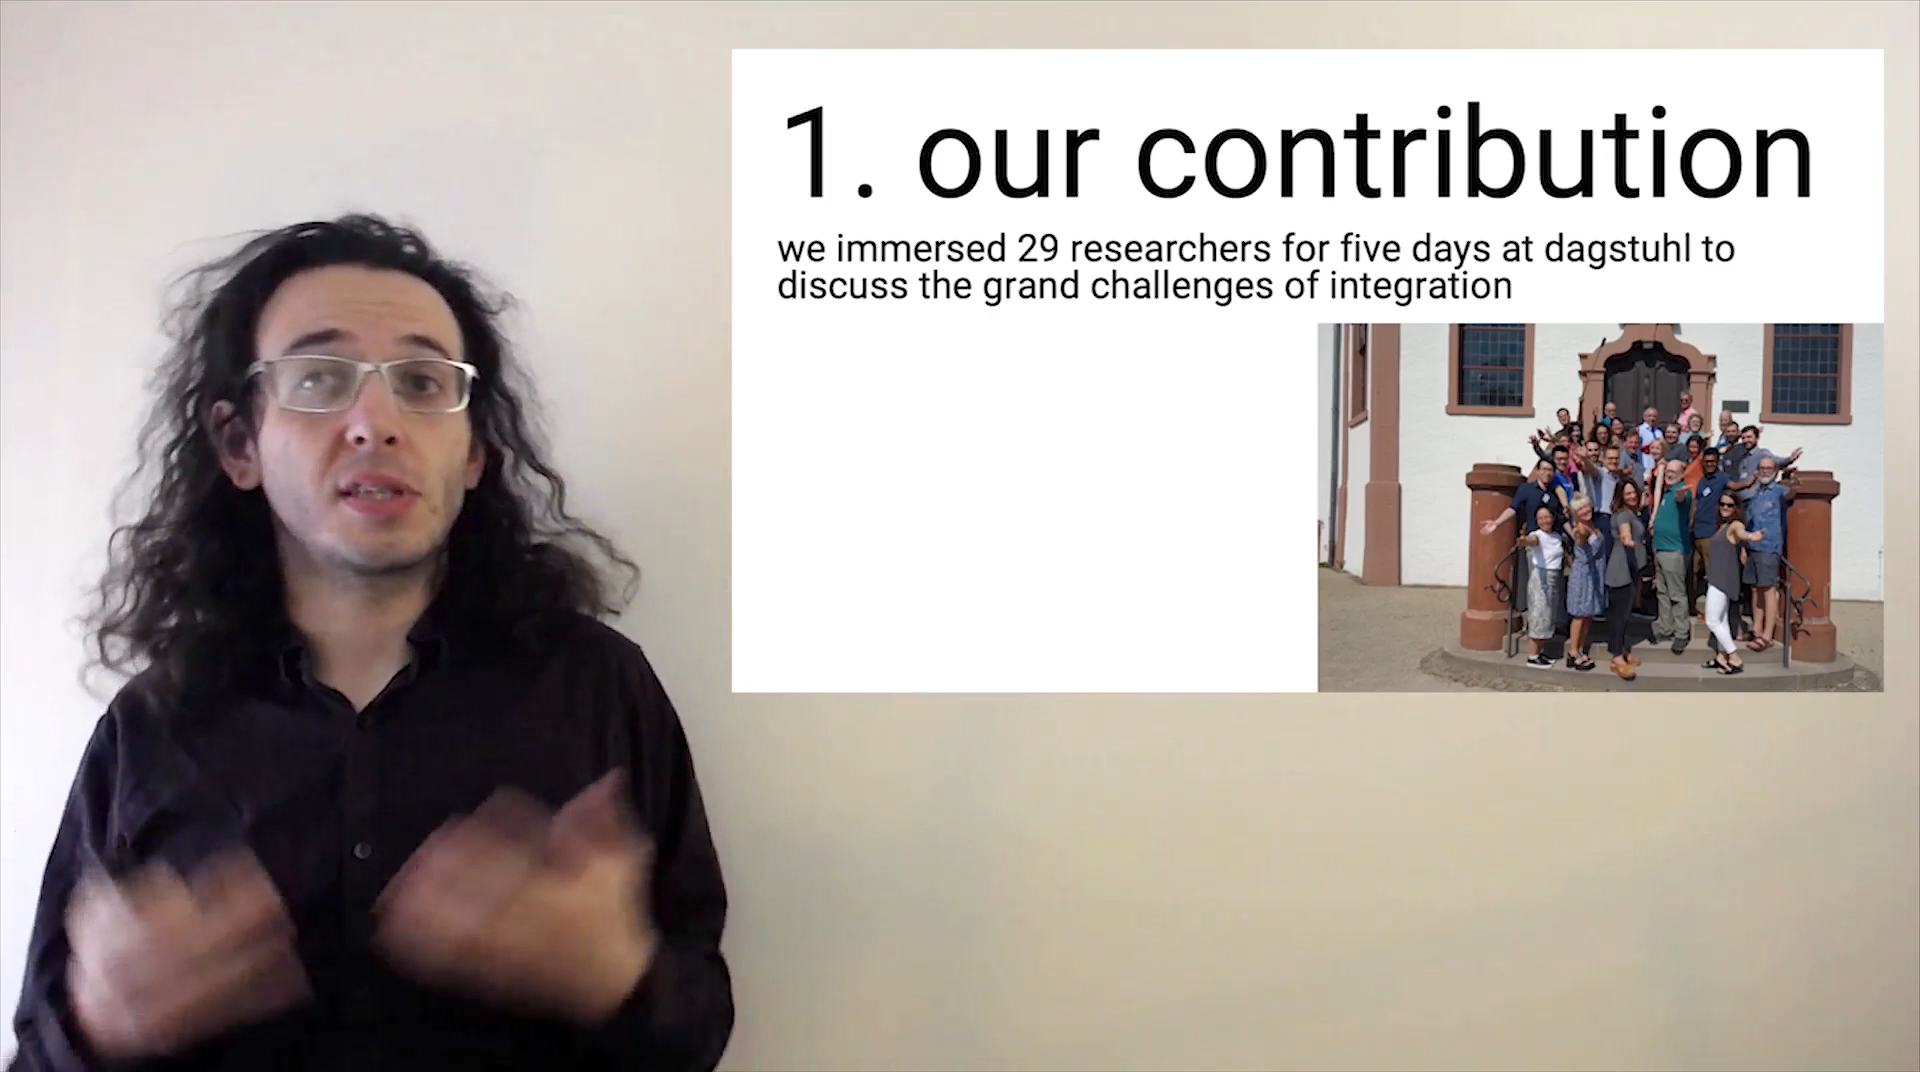 1. our contribution
we immersed 29 researchers for five days at dagstuhl to
discuss the grand challenges of integration